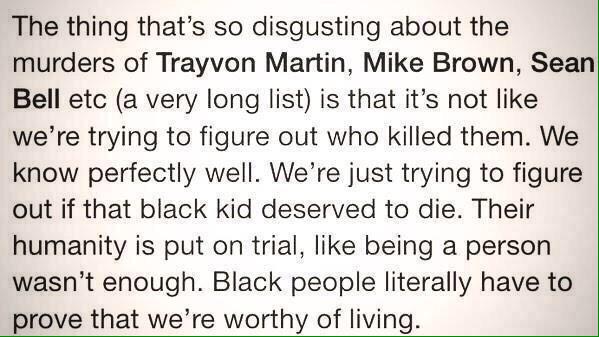 The thing that's so disgusting about the
murders of Trayvon Martin, Mike Brown, Sean
Bell etc (a very long list) is that it's not like
we're trying to figure out who killed them. We
know perfectly well. We're just trying to figure
out if that black kid deserved to die. Their
humanity is put on trial, like being a person
wasn't enough. Black people literally have to
prove that we're worthy of living.